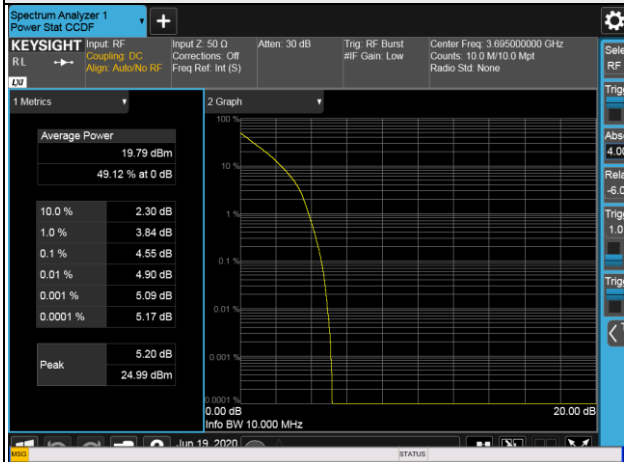 Spectrum Analyzer 1
Power Stat CCDF
KEYSIGHT
RL
LXI
Input: RF
Coupling: DC
Align: Auto/No RF
Input Z: 50 Ω
Corrections: Off
Freq Ref: Int (S)
Atten: 30 dB
Trig: RF Burst
#IF Gain: Low
Center Freq: 3.695000000 GHz
Counts: 10.0 M/10.0 Mpt
Radio Std: None
1 Metrics
Average Power
19.79 dBm
49.12 % at 0 dB
10.0 % 2.30 dB
1.0 % 3.84 dB
0.1 % 4.55 dB
0.01 % 4.90 dB
0.001 % 5.09 dB
0.0001 % 5.17 dB
Peak
5.20 dB
24.99 dBm
2 Graph
100 %
10 %
1 %
0.1 %
0.01 %
0.001 %
0.0001 %
0.00 dB 20.00 dB
Info BW 10.000 MHz
RF
-6.0
1.0
Jun 19, 2020
MSG STATUS